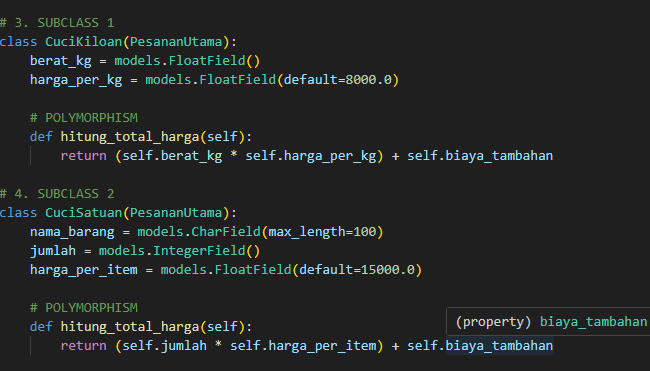 # 3. SUBCLASS 1
class CuciKiloan(PesananUtama):
    berat_kg = models.FloatField()
    harga_per_kg = models.FloatField(default=8000.0)

    # POLYMORPHISM
    def hitung_total_harga(self):
        return (self.berat_kg * self.harga_per_kg) + self.biaya_tambahan

# 4. SUBCLASS 2
class CuciSatuan(PesananUtama):
    nama_barang = models.CharField(max_length=100)
    jumlah = models.IntegerField()
    harga_per_item = models.FloatField(default=15000.0)

    # POLYMORPHISM
    def hitung_total_harga(self):
(property) biaya_tambahan
        return (self.jumlah * self.harga_per_item) + self.biaya_tambahan